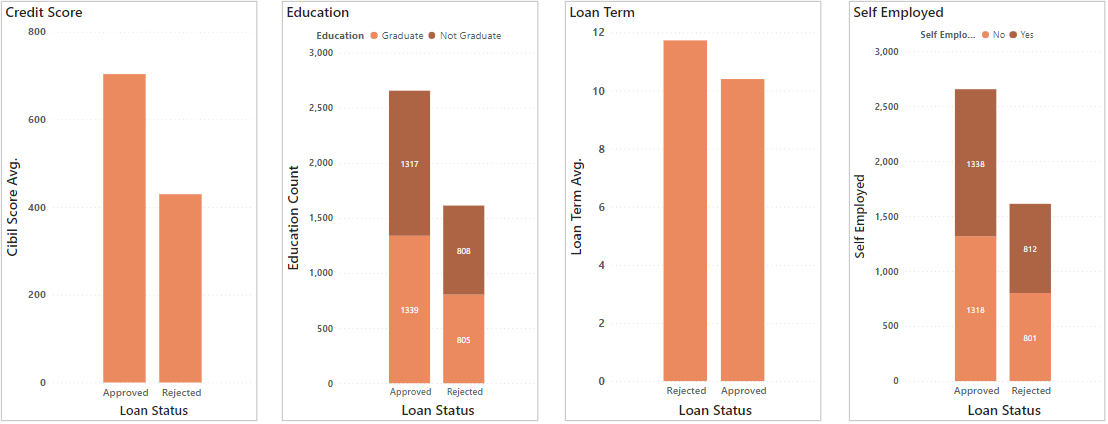 Credit Score
800
600
400
200
0
Cibil Score Avg.
Approved Rejected
Loan Status
Education
Education Graduate Not Graduate
3,000
2,500
2,000
1,500
1,000
500
0
Education Count
1317
1339
808
805
Approved Rejected
Loan Status
Loan Term
12
10
8
6
4
2
0
Loan Term Avg.
Rejected Approved
Loan Status
Self Employed
Self Emplo... No Yes
3,000
2,500
2,000
1,500
1,000
500
0
Self Employed
1338
1318
812
801
Approved Rejected
Loan Status